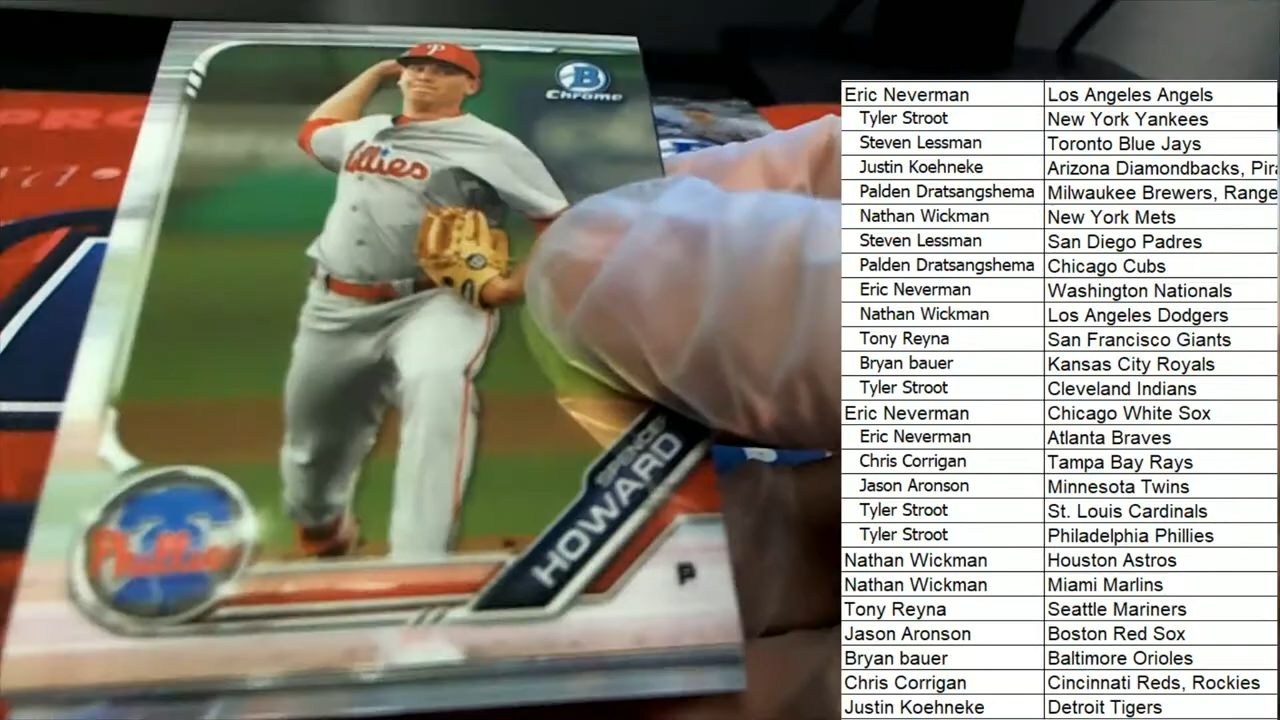 P
B
Chrome
Phillies
SPENCER
HOWARD
Phillies
P
PRO
Eric Neverman Los Angeles Angels
Tyler Stroot New York Yankees
Steven Lessman Toronto Blue Jays
Justin Koehneke Arizona Diamondbacks, Pir
Palden Dratsangshema Milwaukee Brewers, Range
Nathan Wickman New York Mets
Steven Lessman San Diego Padres
Palden Dratsangshema Chicago Cubs
Eric Neverman Washington Nationals
Nathan Wickman Los Angeles Dodgers
Tony Reyna San Francisco Giants
Bryan bauer Kansas City Royals
Tyler Stroot Cleveland Indians
Eric Neverman Chicago White Sox
Eric Neverman Atlanta Braves
Chris Corrigan Tampa Bay Rays
Jason Aronson Minnesota Twins
Tyler Stroot St. Louis Cardinals
Tyler Stroot Philadelphia Phillies
Nathan Wickman Houston Astros
Nathan Wickman Miami Marlins
Tony Reyna Seattle Mariners
Jason Aronson Boston Red Sox
Bryan bauer Baltimore Orioles
Chris Corrigan Cincinnati Reds, Rockies
Justin Koehneke Detroit Tigers